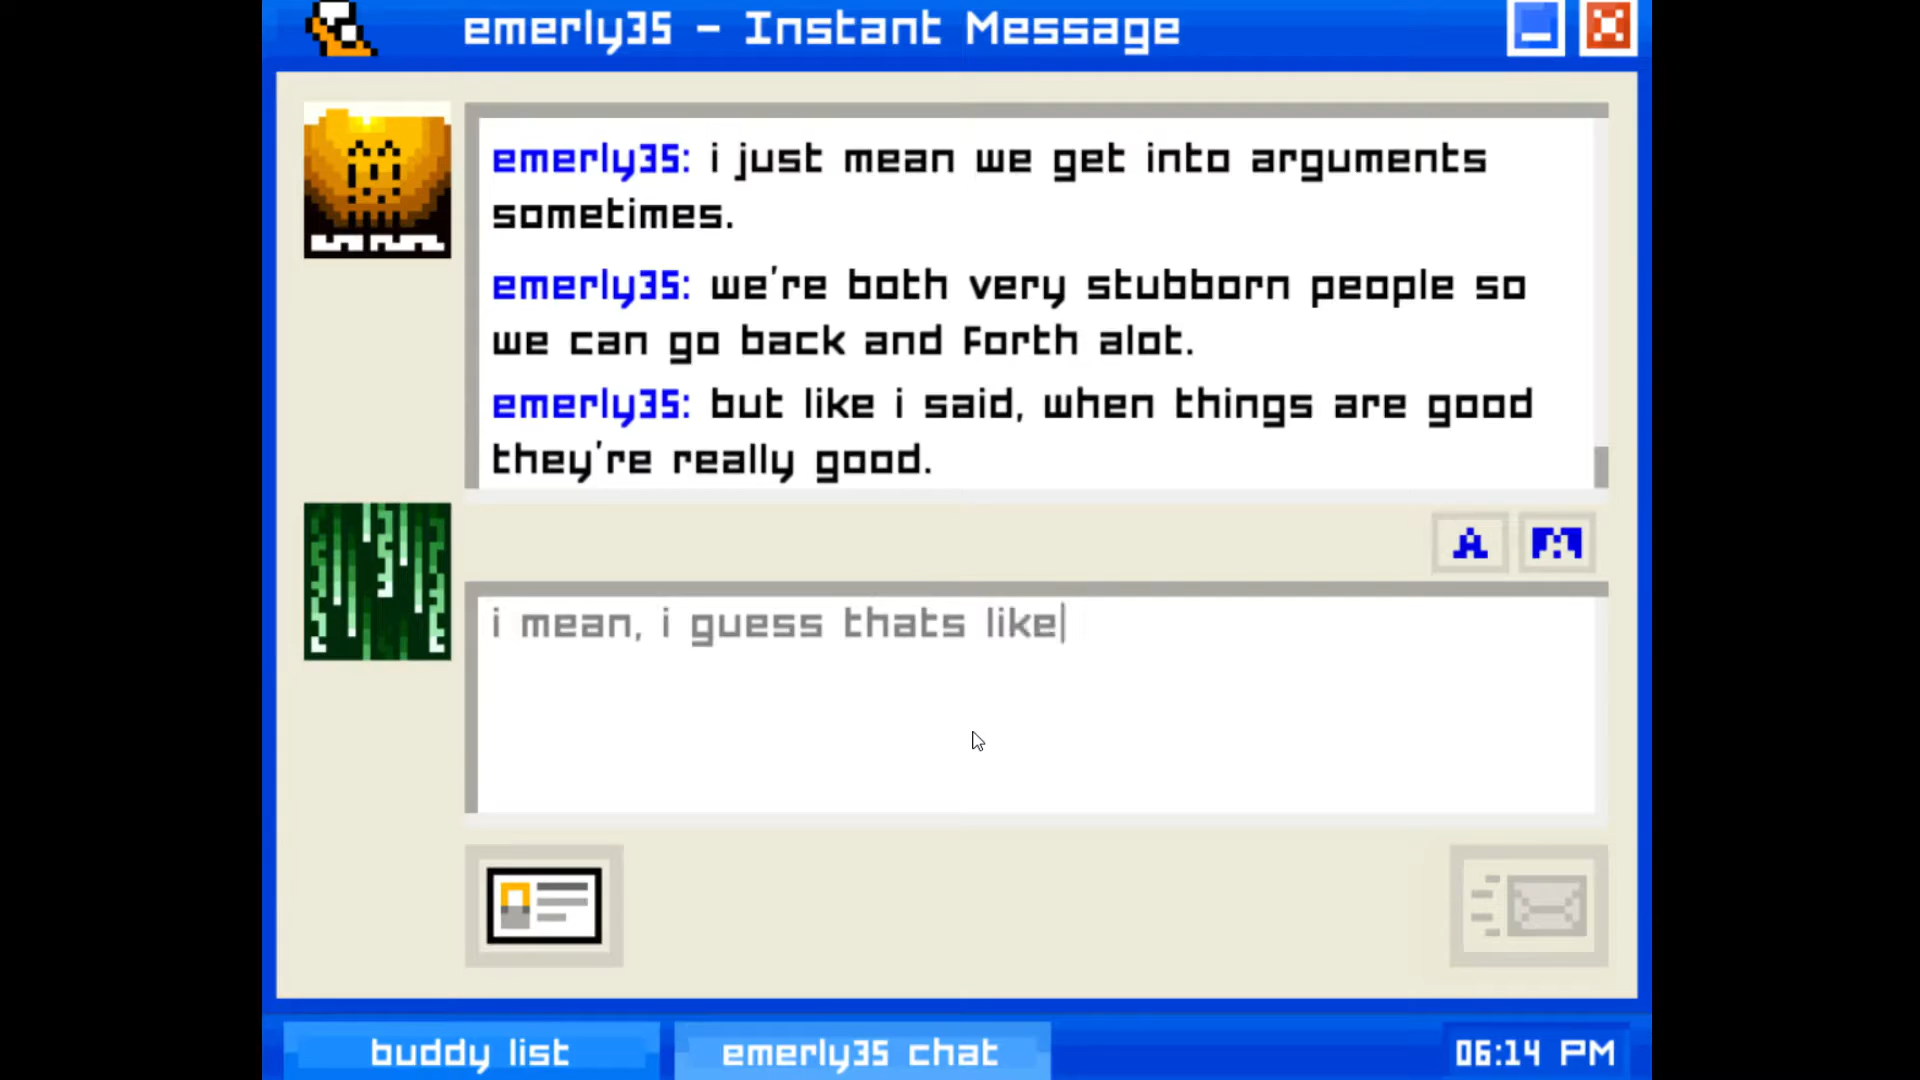 emerly35 - Instant Message
emerly35: i just mean we get into arguments
sometimes.
emerly35: we're both very stubborn people so
we can go back and forth alot.
emerly35: but like i said, when things are good
they're really good.
A
i mean, i guess thats like
buddy list
emerly35 chat
06:14 PM